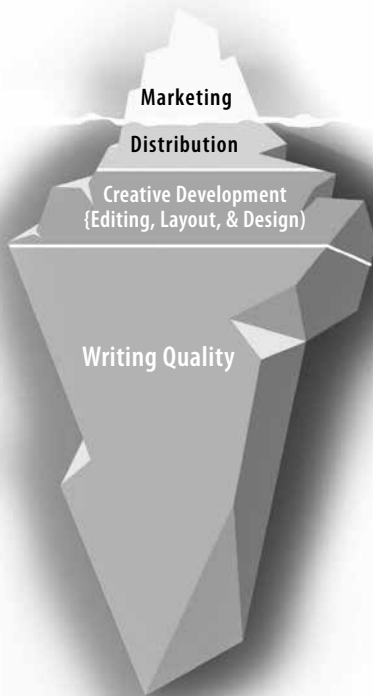 Marketing
Distribution
Creative Development
{Editing, Layout, & Design)
Writing Quality